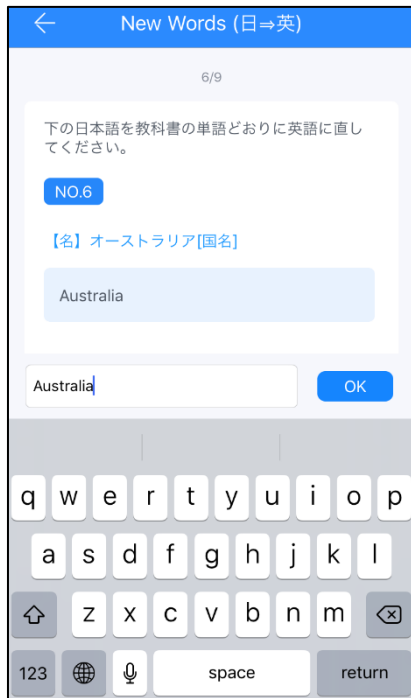 New Words (日⇒英)
6/9
下の日本語を教科書の単語どおりに英語に直し
てください。
NO.6
【名】オーストラリア[国名]
Australia
Australia
OK
q w e r t y u i o p
a s d f g h j k l
z x c v b n m
123 space return